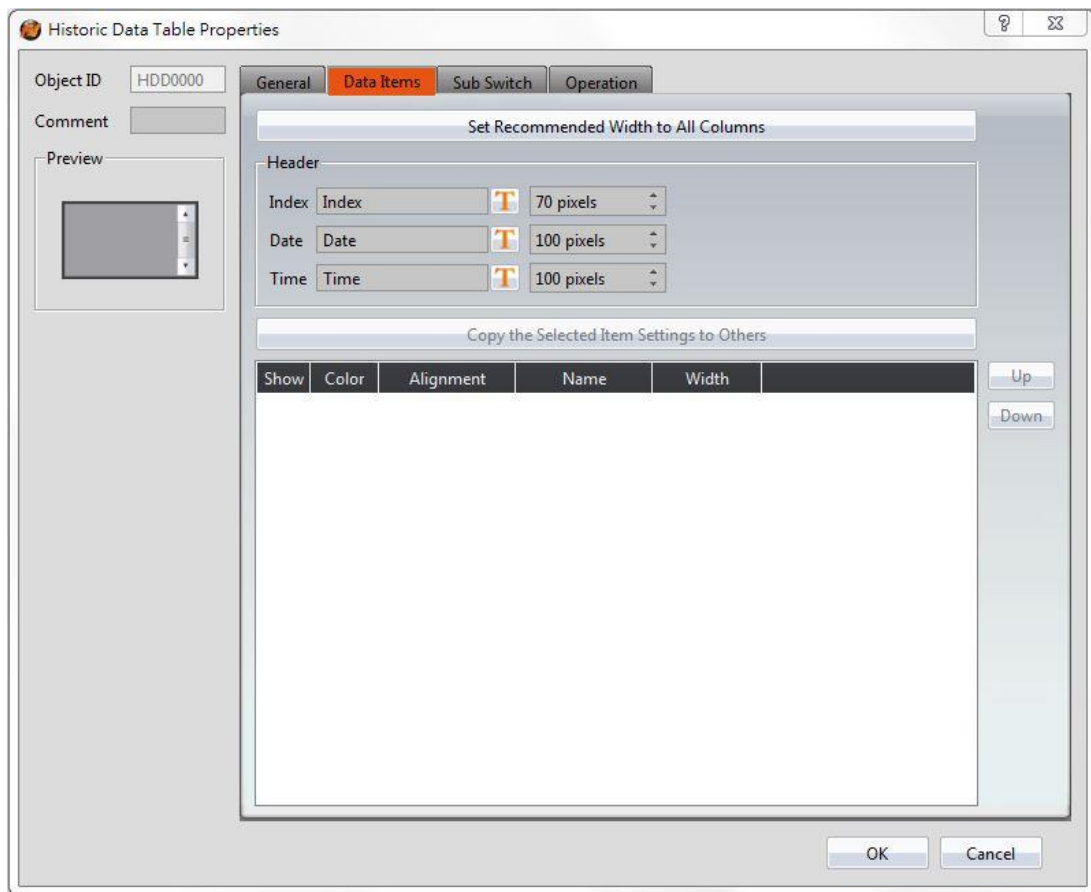 Historic Data Table Properties
?
Object ID HDD0000
Comment
Preview
General Data Items Sub Switch Operation
Set Recommended Width to All Columns
Header
Index Index T 70 pixels
Date Date T 100 pixels
Time Time T 100 pixels
Copy the Selected Item Settings to Others
Show Color Alignment Name Width
Up
Down
OK Cancel